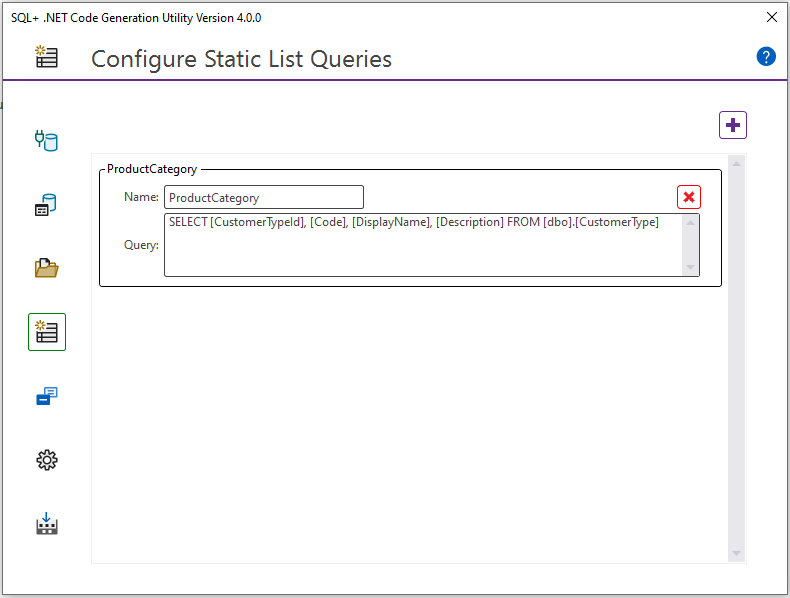 SQL+ .NET Code Generation Utility Version 4.0.0
Configure Static List Queries
?
ProductCategory
Name: ProductCategory
Query: SELECT [CustomerTypeId], [Code], [DisplayName], [Description] FROM [dbo].[CustomerType]